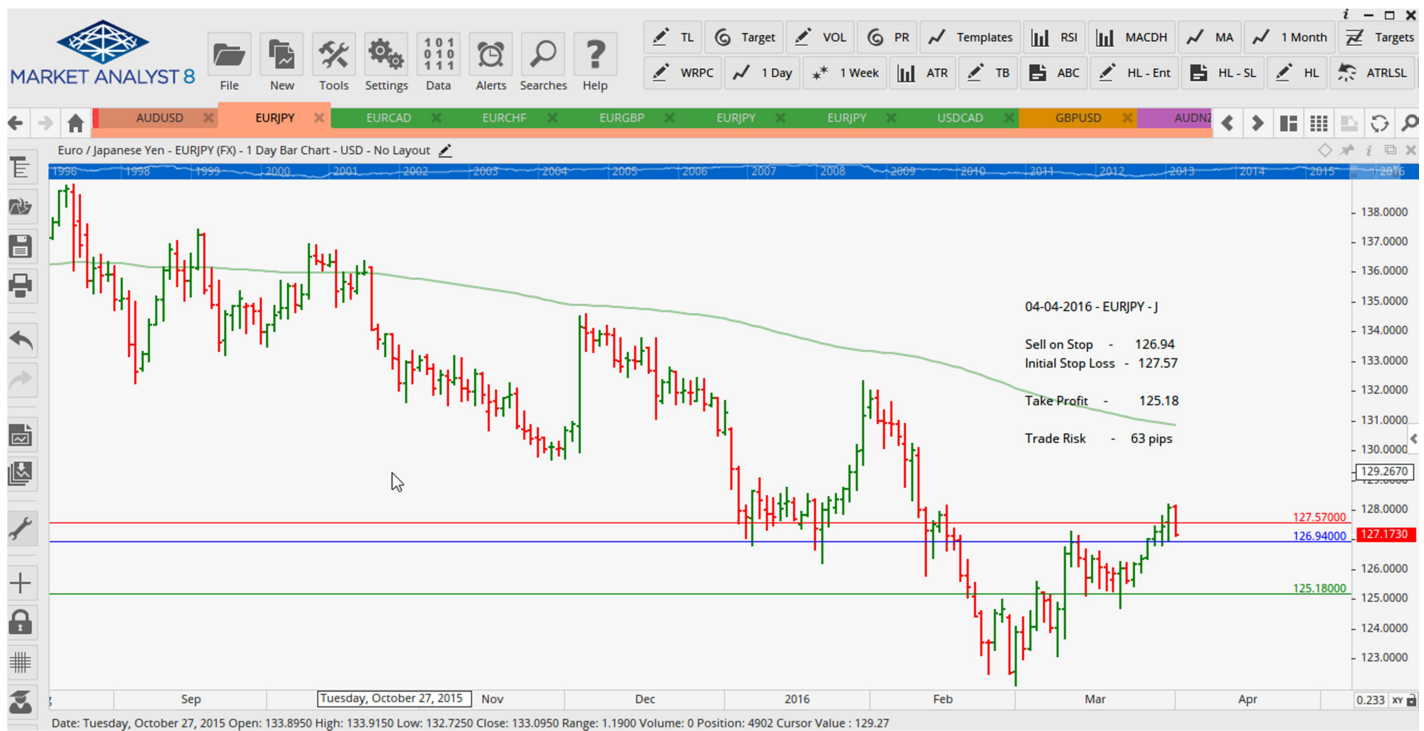 MARKET ANALYST 8
File New Tools Settings Data Alerts Searches Help
TL Target VOL PR Templates RSI MACDH MA 1 Month Targets
WRPC 1 Day 1 Week ATR TB ABC HL - Ent HL - SL HL ATRLSL
AUDUSD EURJPY EURCAD EURCHF EURGBP EURJPY EURJPY USDCAD GBPUSD AUDNZ
Euro / Japanese Yen - EURJPY (FX) - 1 Day Bar Chart - USD - No Layout
1996 1998 1999 2000 2001 2002 2003 2004 2005 2006 2007 2008 2009 2010 2011 2012 2013 2014 2015 2016
138.0000
137.0000
136.0000
135.0000
134.0000
133.0000
132.0000
131.0000
130.0000
129.2670
129.0000
128.0000
127.1730
126.0000
125.0000
124.0000
123.0000
04-04-2016 - EURJPY - J
Sell on Stop - 126.94
Initial Stop Loss - 127.57
Take Profit - 125.18
Trade Risk - 63 pips
127.57000
126.94000
125.18000
Sep Tuesday, October 27, 2015 Nov Dec 2016 Feb Mar Apr 0.233 XY
Date: Tuesday, October 27, 2015 Open: 133.8950 High: 133.9150 Low: 132.7250 Close: 133.0950 Range: 1.1900 Volume: 0 Position: 4902 Cursor Value : 129.27